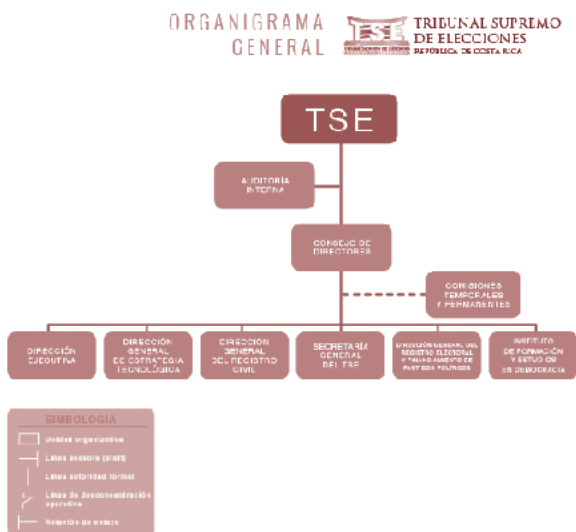 ORGANIGRAMA
GENERAL
TSE
TRIBUNAL SUPREMO
DE ELECCIONES
REPÚBLICA DE COSTA RICA
TSE
AUDITORÍA
INTERNA
CONSEJO DE
DIRECTORES
COMISIONES
TEMPORALES
Y PERMANENTES
DIRECCIÓN
EJECUTIVA
DIRECCIÓN
GENERAL
DE ESTRATEGIA
TECNOLÓGICA
DIRECCIÓN
GENERAL
DEL REGISTRO
CIVIL
SECRETARÍA
GENERAL
DEL TSE
DIRECCIÓN GENERAL DEL
REGISTRO ELECTORAL
Y FINANCIAMIENTO DE
PARTIDOS POLÍTICOS
INSTITUTO
DE FORMACIÓN
Y ESTUDIOS
EN DEMOCRACIA
SIMBOLOGÍA
Unidad organizativa
Línea asesora (staff)
Línea autoridad formal
Línea de desconcentración
operativa
Relación de enlace